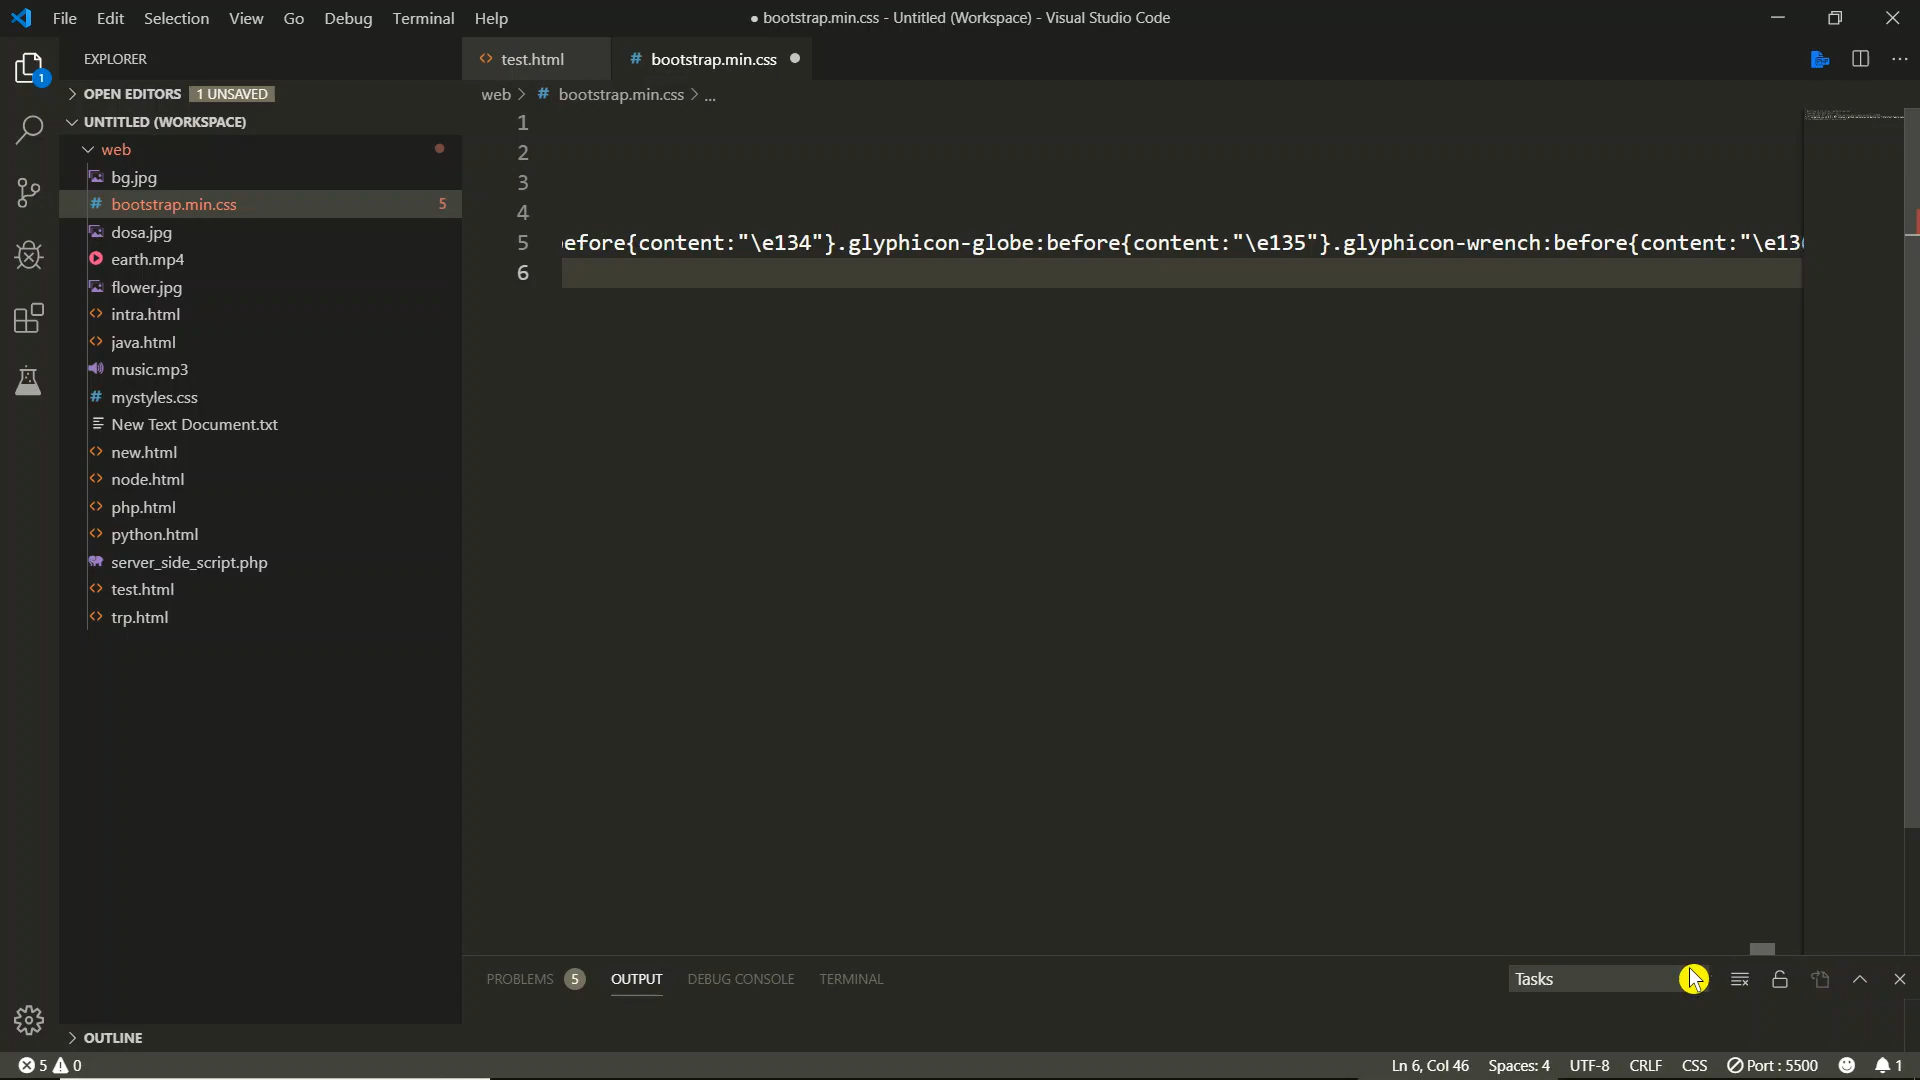 File Edit Selection View Go Debug Terminal Help
● bootstrap.min.css - Untitled (Workspace) - Visual Studio Code
EXPLORER
1
OPEN EDITORS 1 UNSAVED
UNTITLED (WORKSPACE)
web
bg.jpg
# bootstrap.min.css 5
dosa.jpg
earth.mp4
flower.jpg
<> intra.html
<> java.html
music.mp3
# mystyles.css
New Text Document.txt
<> new.html
<> node.html
<> php.html
<> python.html
server_side_script.php
<> test.html
<> trp.html
OUTLINE
<> test.html
# bootstrap.min.css ●
web > # bootstrap.min.css > ...
1
2
3
4
5 efore{content:"\e134"}.glyphicon-globe:before{content:"\e135"}.glyphicon-wrench:before{content:"\e13
6
PROBLEMS 5 OUTPUT DEBUG CONSOLE TERMINAL
Tasks
5 0
Ln 6, Col 46 Spaces: 4 UTF-8 CRLF CSS Port : 5500 1